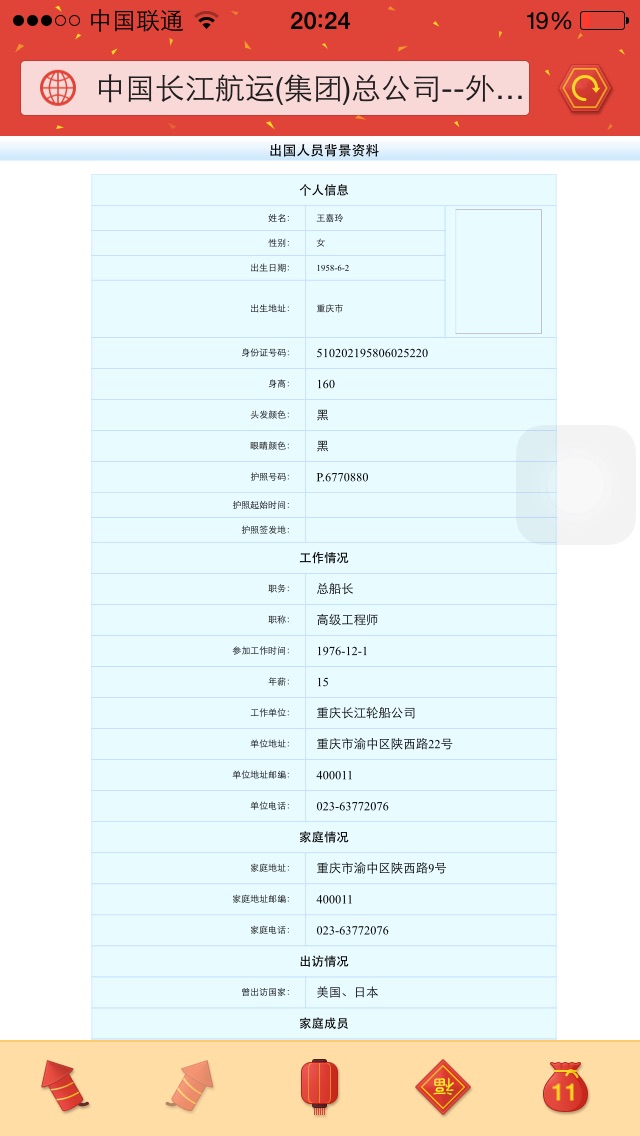 中国联通 20:24 19%
中国长江航运(集团)总公司--外...
出国人员背景资料
个人信息
姓名: 王嘉玲
性别: 女
出生日期: 1958-6-2
出生地址: 重庆市
身份证号码: 510202195806025220
身高: 160
头发颜色: 黑
眼睛颜色: 黑
护照号码: P.6770880
护照起始时间:
护照签发地:
工作情况
职务: 总船长
职称: 高级工程师
参加工作时间: 1976-12-1
年薪: 15
工作单位: 重庆长江轮船公司
单位地址: 重庆市渝中区陕西路22号
单位地址邮编: 400011
单位电话: 023-63772076
家庭情况
家庭地址: 重庆市渝中区陕西路9号
家庭地址邮编: 400011
家庭电话: 023-63772076
出访情况
曾出访国家: 美国、日本
家庭成员
福 11